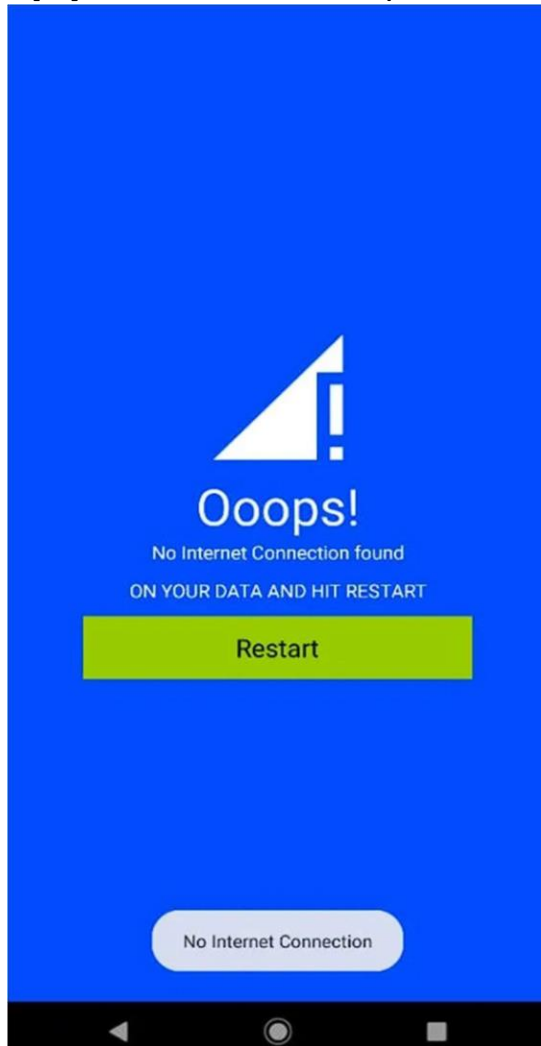 Ooops!
No Internet Connection found
ON YOUR DATA AND HIT RESTART
Restart
No Internet Connection